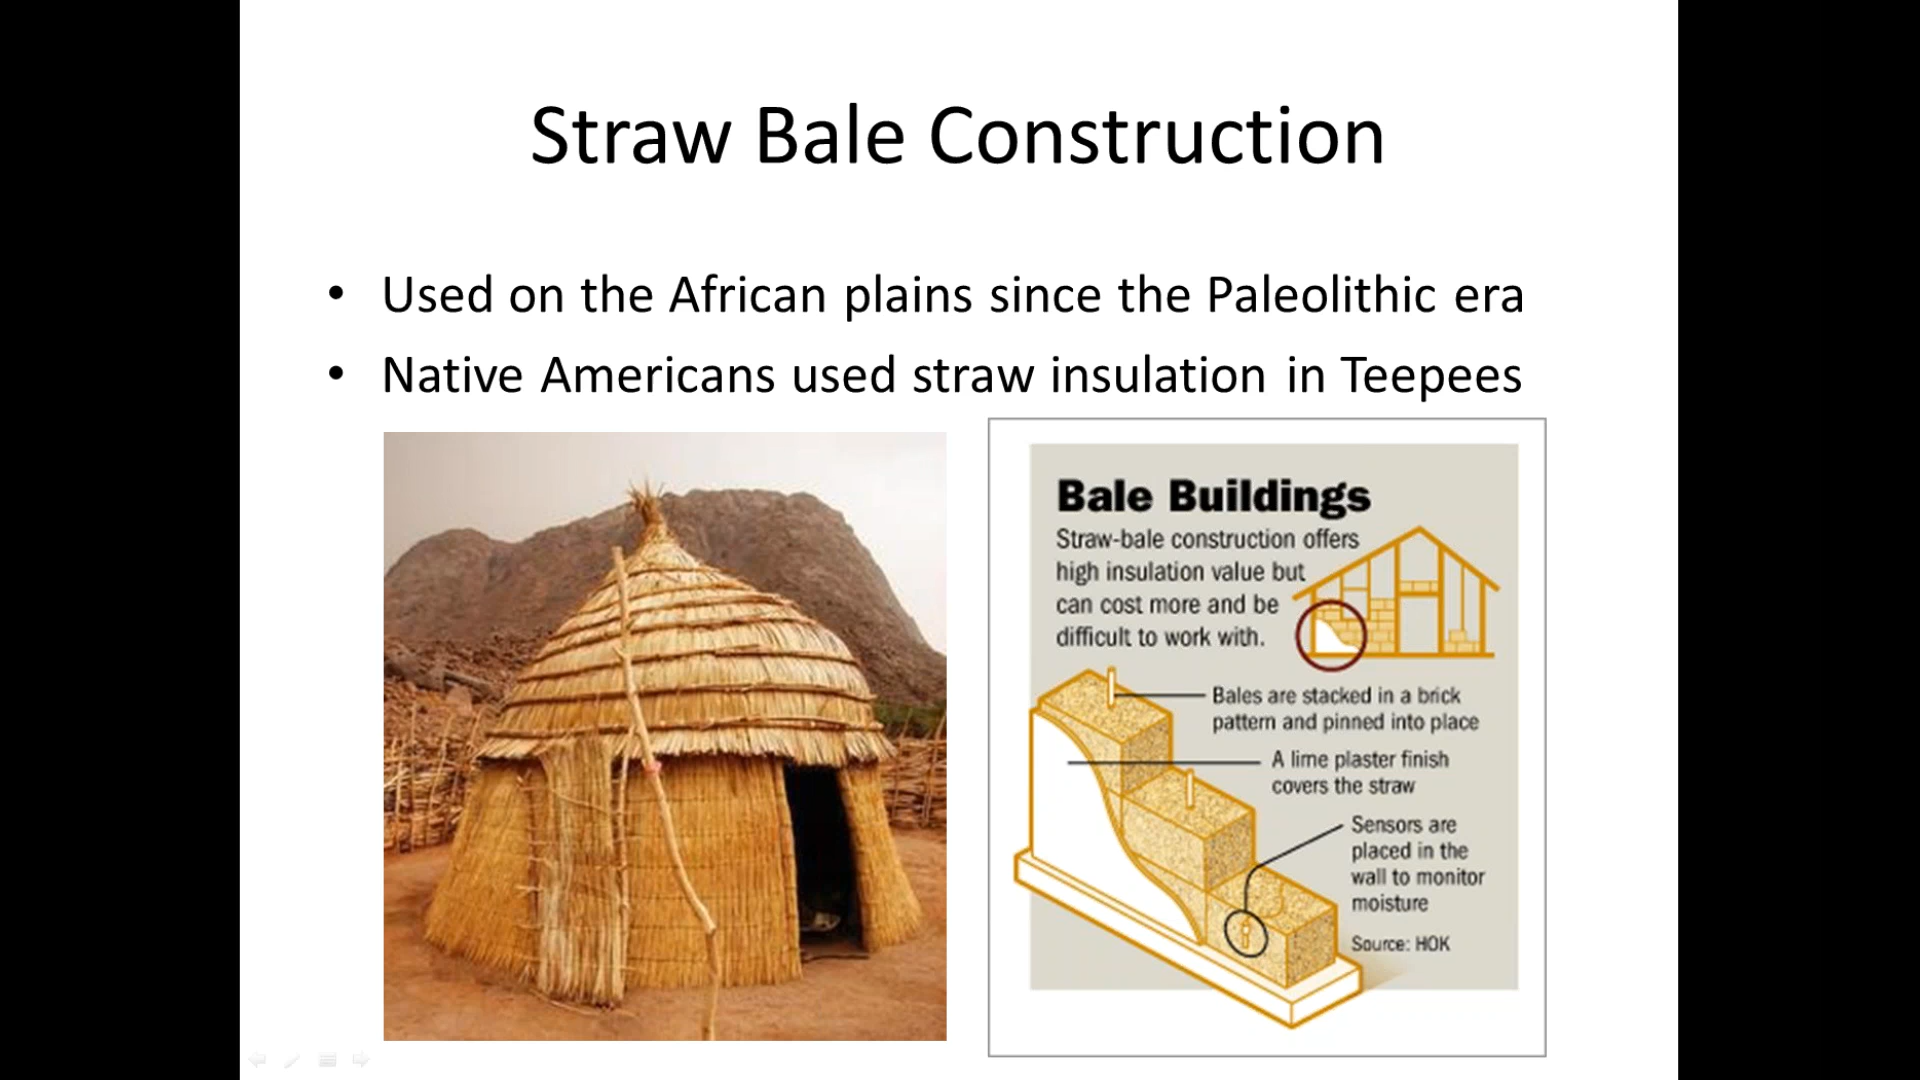 Straw Bale Construction
• Used on the African plains since the Paleolithic era
• Native Americans used straw insulation in Teepees
Bale Buildings
Straw-bale construction offers
high insulation value but
can cost more and be
difficult to work with.
Bales are stacked in a brick
pattern and pinned into place
A lime plaster finish
covers the straw
Sensors are
placed in the
wall to monitor
moisture
Source: HOK